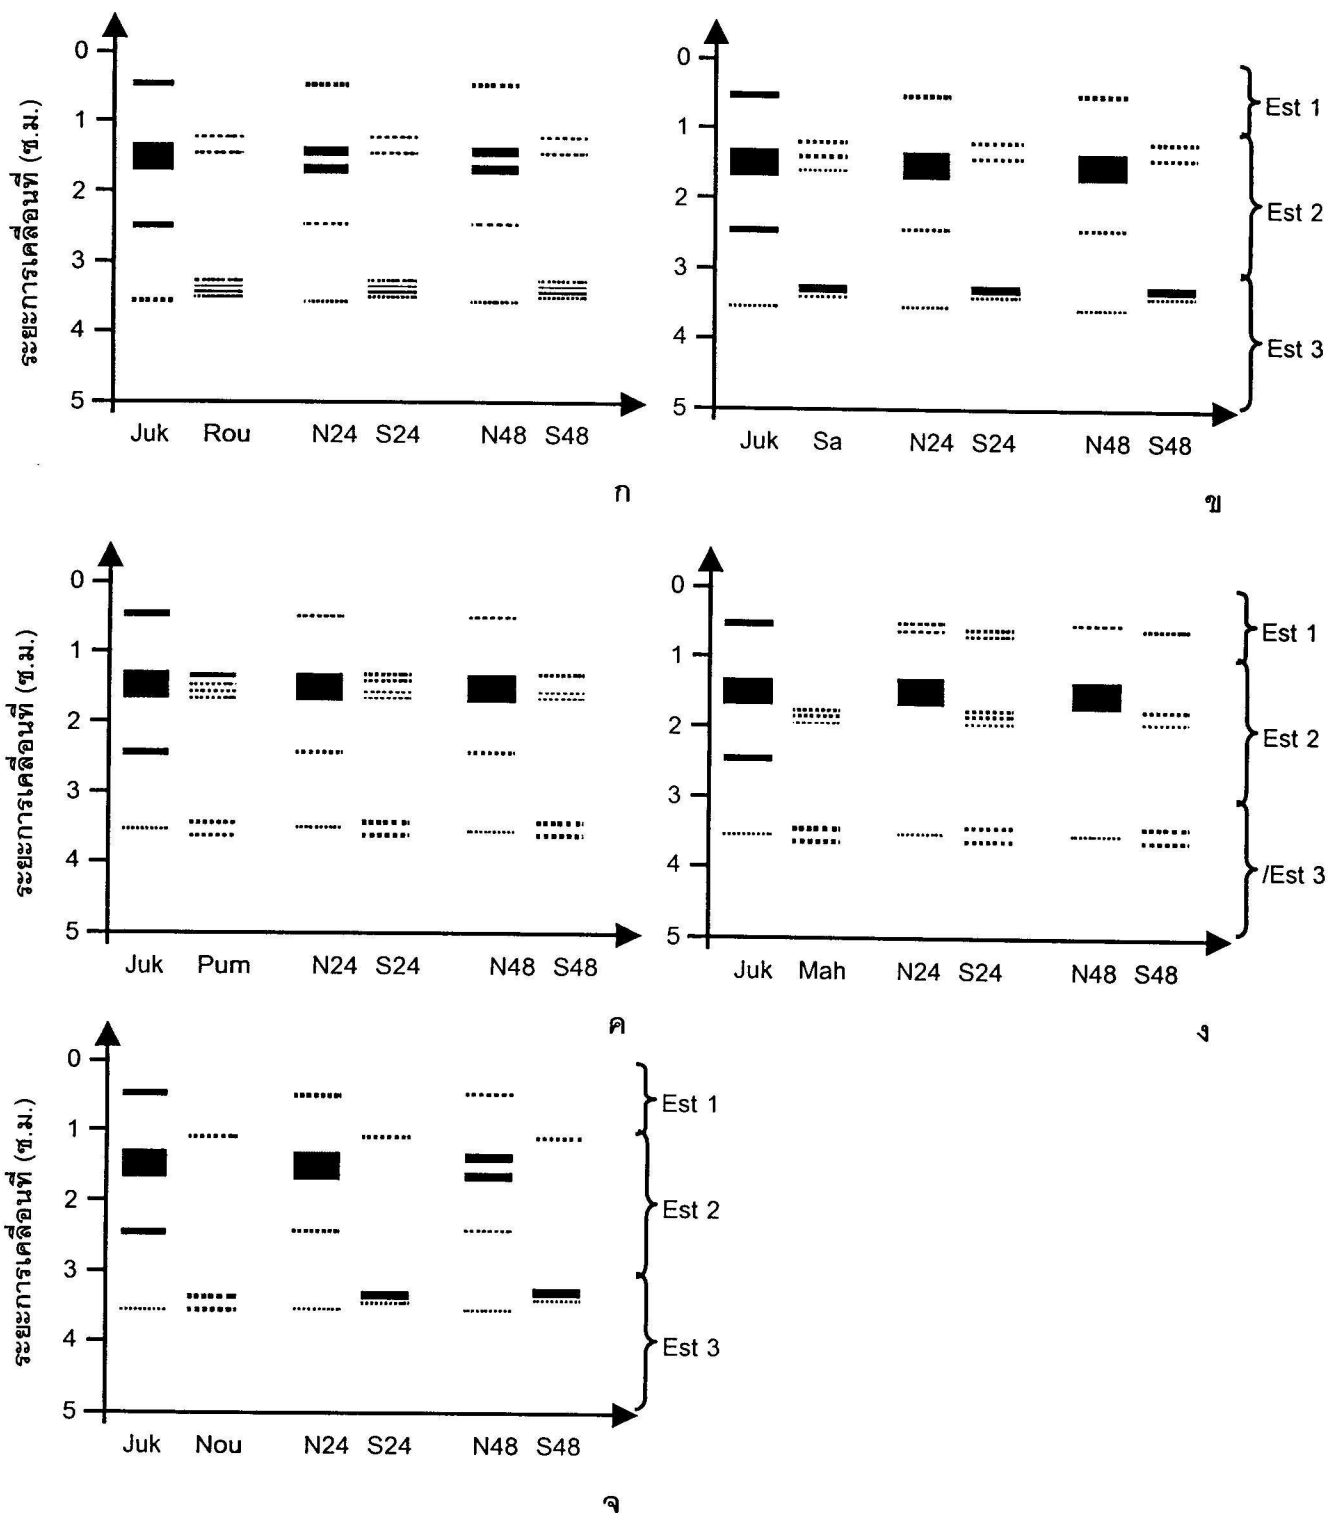 ระยะการเคลื่อนที่ (ซ.ม.)
0
1
2
3
4
5
Juk Rou N24 S24 N48 S48
ก
0
1
2
3
4
5
Est 1
Est 2
Est 3
Juk Sa N24 S24 N48 S48
ข
ระยะการเคลื่อนที่ (ซ.ม.)
0
1
2
3
4
5
Juk Pum N24 S24 N48 S48
ค
0
1
2
3
4
5
Est 1
Est 2
/Est 3
Juk Mah N24 S24 N48 S48
ง
ระยะการเคลื่อนที่ (ซ.ม.)
0
1
2
3
4
5
Est 1
Est 2
Est 3
Juk Nou N24 S24 N48 S48
จ